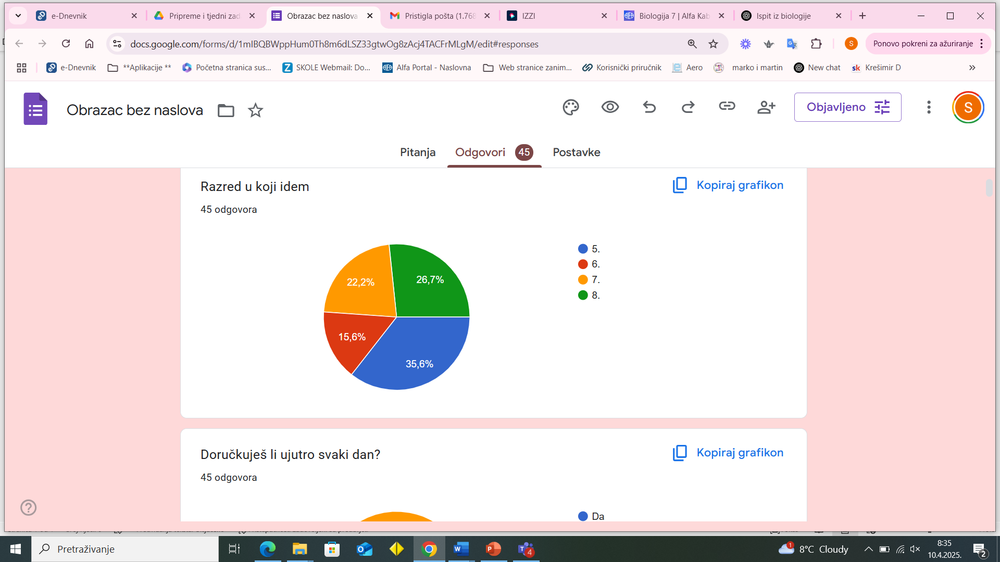 e-Dnevnik
Pripreme i tjedni zad
Obrazac bez naslova
Pristigla pošta (1.768
IZZI
Biologija 7 | Alfa Kab
Ispit iz biologije
docs.google.com/forms/d/1mIBQBWppHum0Th8m6dLSZ33gtwOg8zAcj4TACFrMLgM/edit#responses
S
Ponovo pokreni za ažuriranje
e-Dnevnik
**Aplikacije **
Početna stranica sus...
SKOLE Webmail: Do...
Alfa Portal - Naslovna
Web stranice zanim...
Korisnički priručnik
Aero
marko i martin
New chat
sk Krešimir D
Obrazac bez naslova
Objavljeno
S
Pitanja
Odgovori 45
Postavke
Razred u koji idem
Kopiraj grafikon
45 odgovora
5.
6.
7.
8.
26,7%
22,2%
15,6%
35,6%
Doručkuješ li ujutro svaki dan?
Kopiraj grafikon
45 odgovora
Da
Pretraživanje
4
1
8°C Cloudy
8:35
10.4.2025.
2